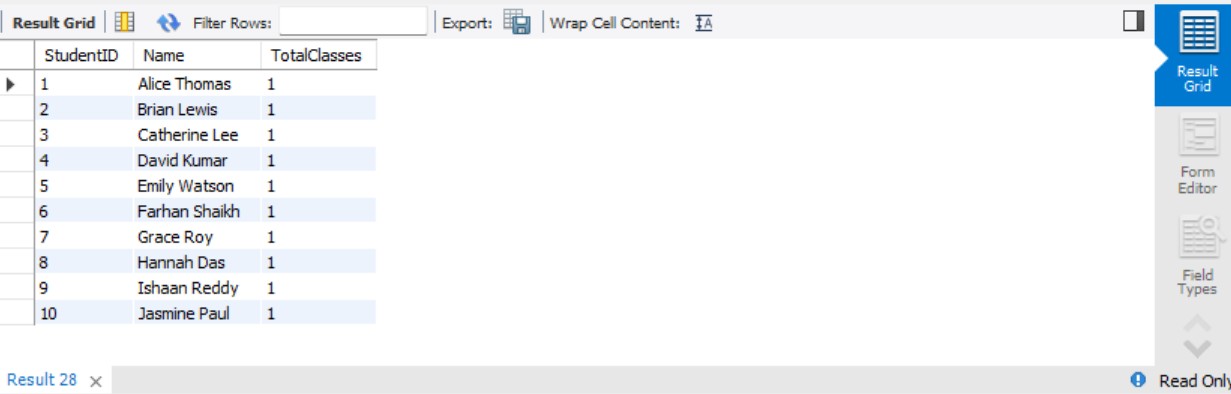 Result Grid Filter Rows: Export: Wrap Cell Content: IA
StudentID Name TotalClasses
1 Alice Thomas 1
2 Brian Lewis 1
3 Catherine Lee 1
4 David Kumar 1
5 Emily Watson 1
6 Farhan Shaikh 1
7 Grace Roy 1
8 Hannah Das 1
9 Ishaan Reddy 1
10 Jasmine Paul 1
Result
Grid
Form
Editor
Field
Types
Result 28 Read Only